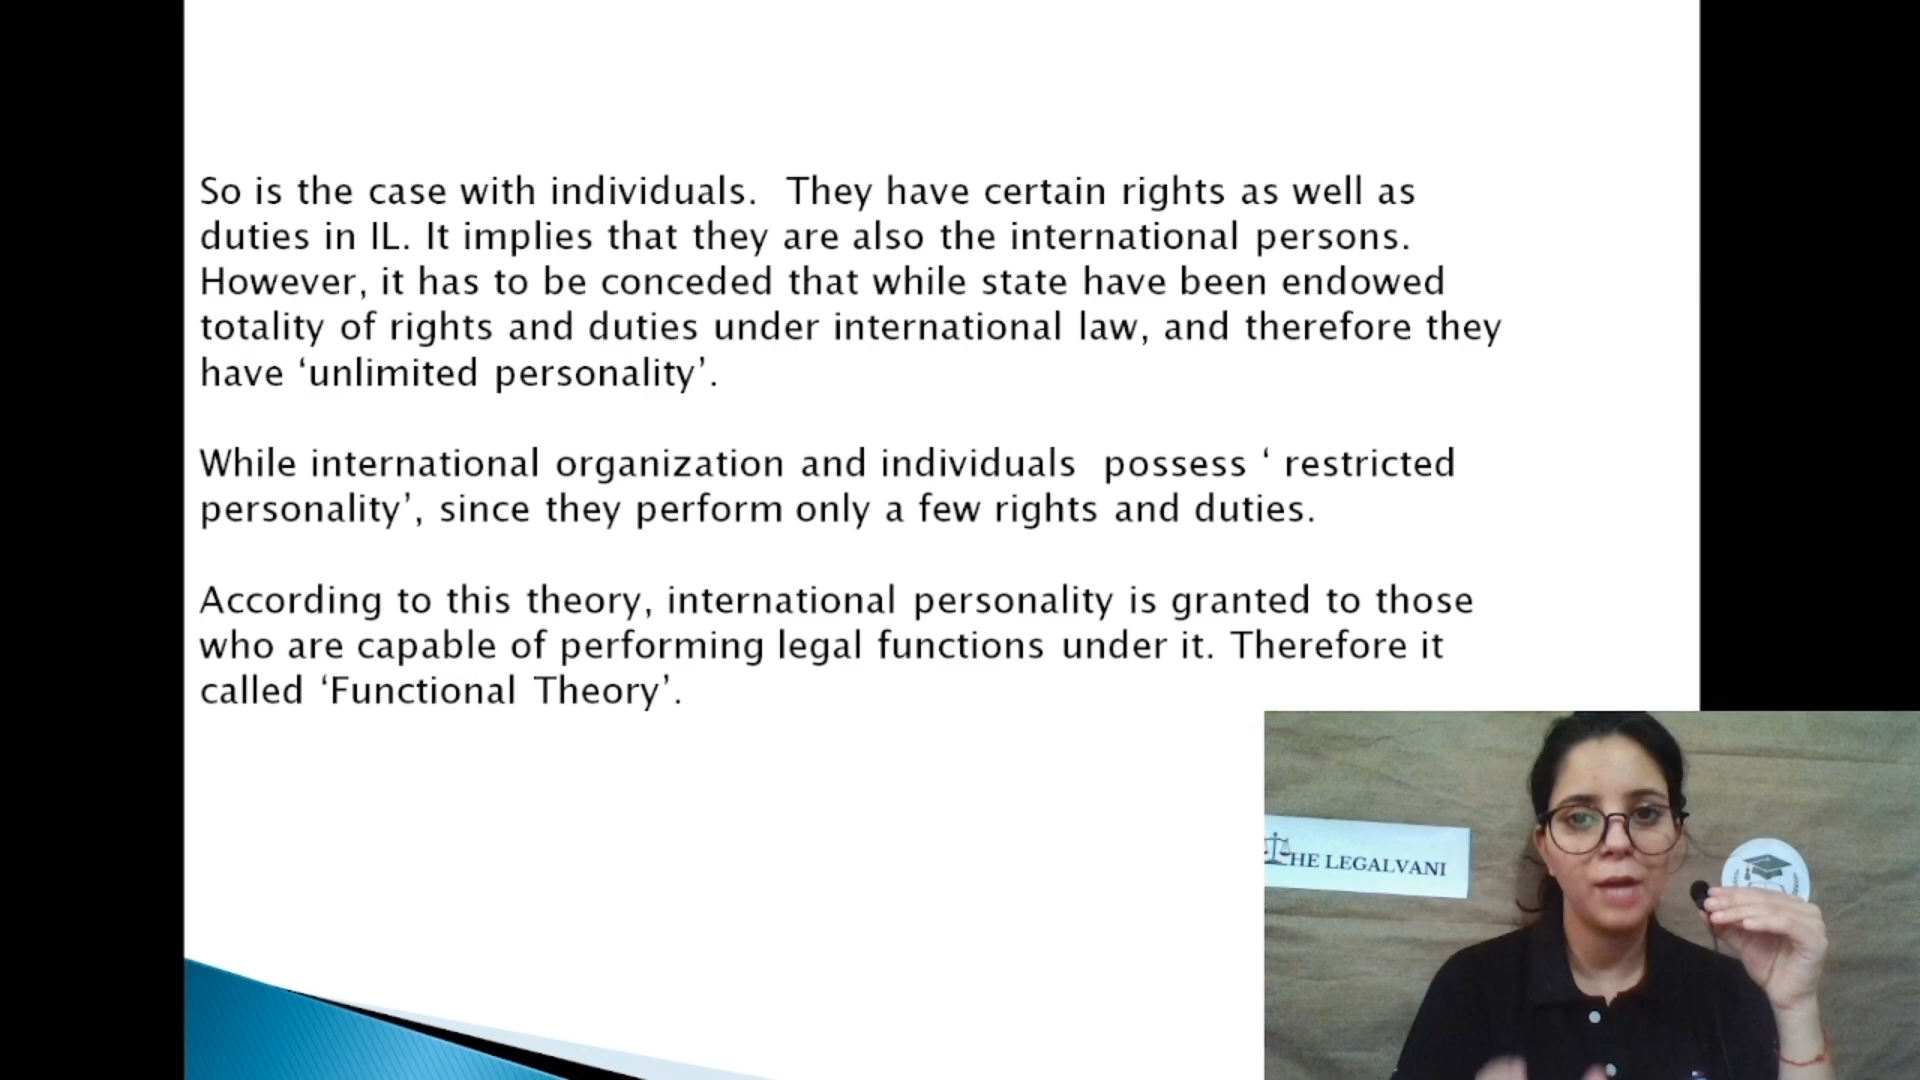 So is the case with individuals.  They have certain rights as well as
duties in IL. It implies that they are also the international persons.
However, it has to be conceded that while state have been endowed
totality of rights and duties under international law, and therefore they
have ‘unlimited personality’.
While international organization and individuals  possess ‘ restricted
personality’, since they perform only a few rights and duties.
According to this theory, international personality is granted to those
who are capable of performing legal functions under it. Therefore it
called ‘Functional Theory’.
HE LEGALVANI